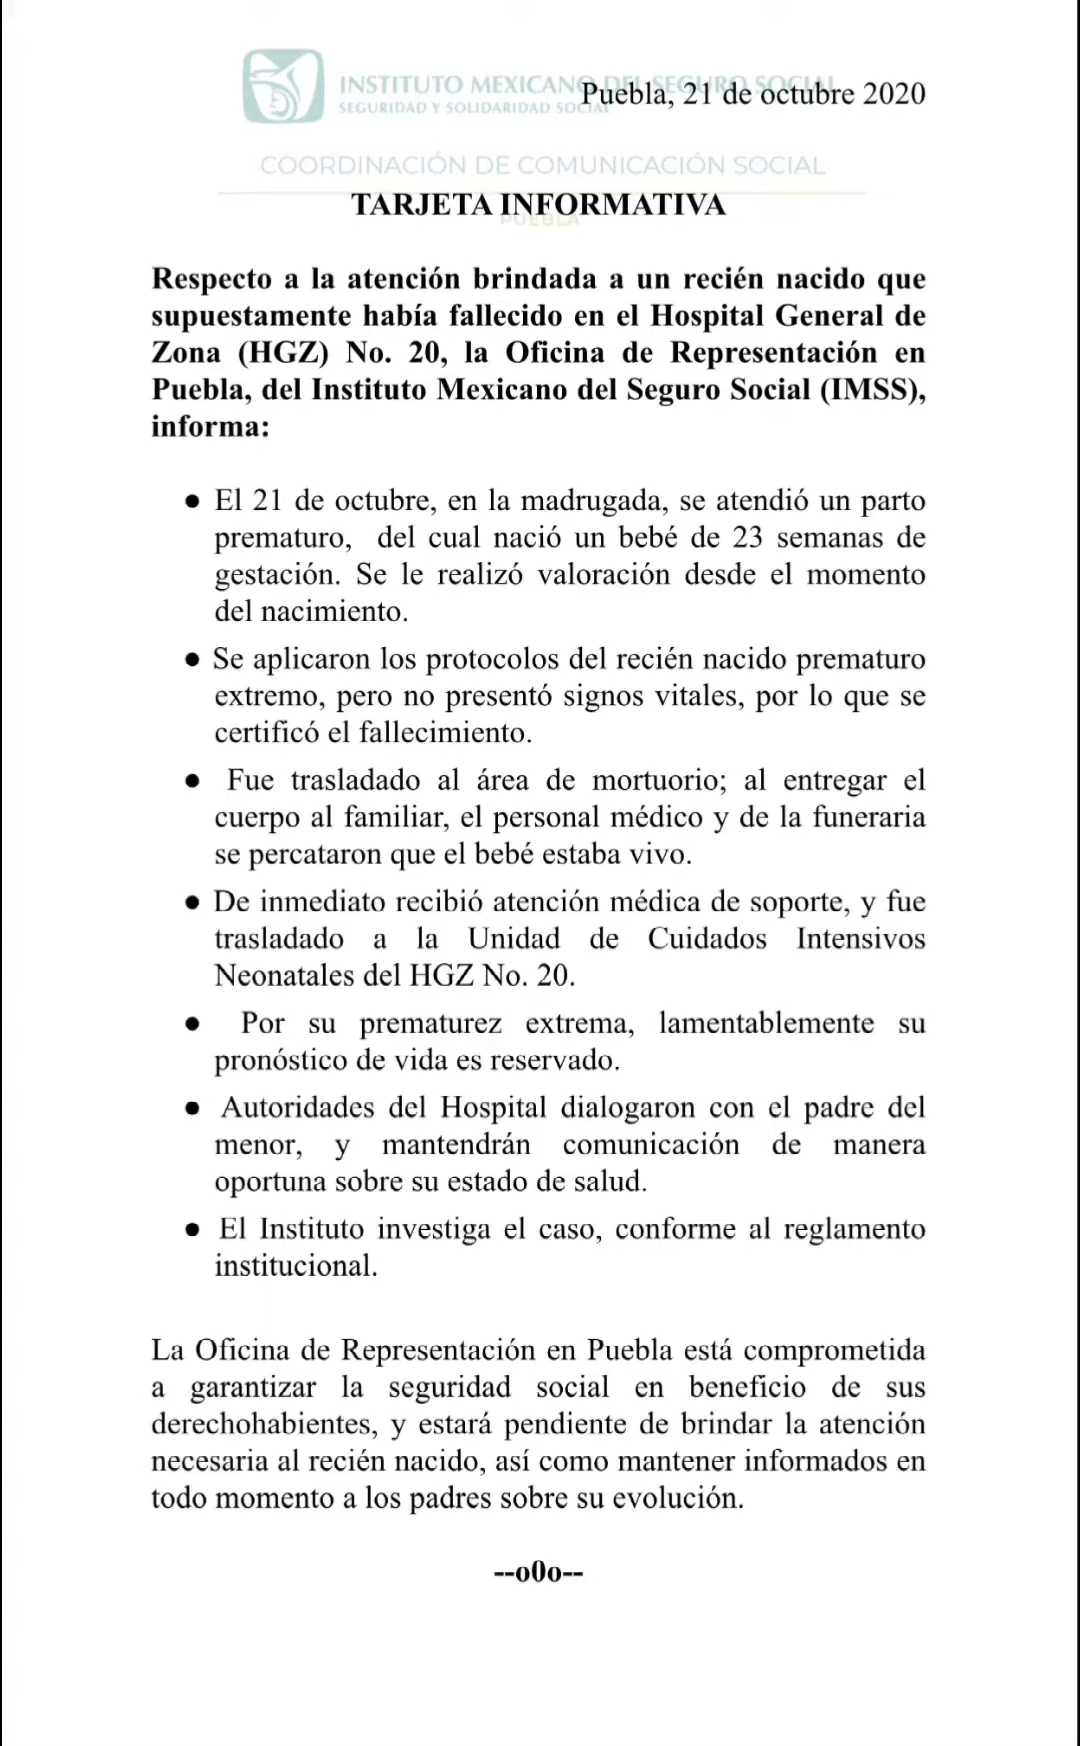 INSTITUTO MEXICANO DEL SEGURO SOCIAL
SEGURIDAD Y SOLIDARIDAD SOCIAL
Puebla, 21 de octubre 2020
COORDINACIÓN DE COMUNICACIÓN SOCIAL
TARJETA INFORMATIVA
PUEBLA
Respecto a la atención brindada a un recién nacido que
supuestamente había fallecido en el Hospital General de
Zona (HGZ) No. 20, la Oficina de Representación en
Puebla, del Instituto Mexicano del Seguro Social (IMSS),
informa:
● El 21 de octubre, en la madrugada, se atendió un parto
prematuro, del cual nació un bebé de 23 semanas de
gestación. Se le realizó valoración desde el momento
del nacimiento.
● Se aplicaron los protocolos del recién nacido prematuro
extremo, pero no presentó signos vitales, por lo que se
certificó el fallecimiento.
● Fue trasladado al área de mortuorio; al entregar el
cuerpo al familiar, el personal médico y de la funeraria
se percataron que el bebé estaba vivo.
● De inmediato recibió atención médica de soporte, y fue
trasladado a la Unidad de Cuidados Intensivos
Neonatales del HGZ No. 20.
● Por su prematurez extrema, lamentablemente su
pronóstico de vida es reservado.
● Autoridades del Hospital dialogaron con el padre del
menor, y mantendrán comunicación de manera
oportuna sobre su estado de salud.
● El Instituto investiga el caso, conforme al reglamento
institucional.
La Oficina de Representación en Puebla está comprometida
a garantizar la seguridad social en beneficio de sus
derechohabientes, y estará pendiente de brindar la atención
necesaria al recién nacido, así como mantener informados en
todo momento a los padres sobre su evolución.
--o0o--